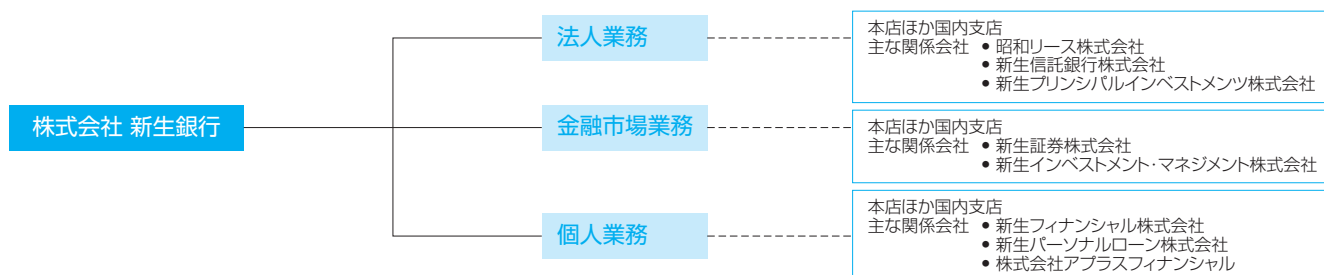 株式会社 新生銀行
法人業務
本店ほか国内支店
主な関係会社 • 昭和リース株式会社
• 新生信託銀行株式会社
• 新生プリンシパルインベストメンツ株式会社
金融市場業務
本店ほか国内支店
主な関係会社 • 新生証券株式会社
• 新生インベストメント・マネジメント株式会社
個人業務
本店ほか国内支店
主な関係会社 • 新生フィナンシャル株式会社
• 新生パーソナルローン株式会社
• 株式会社アプラスフィナンシャル